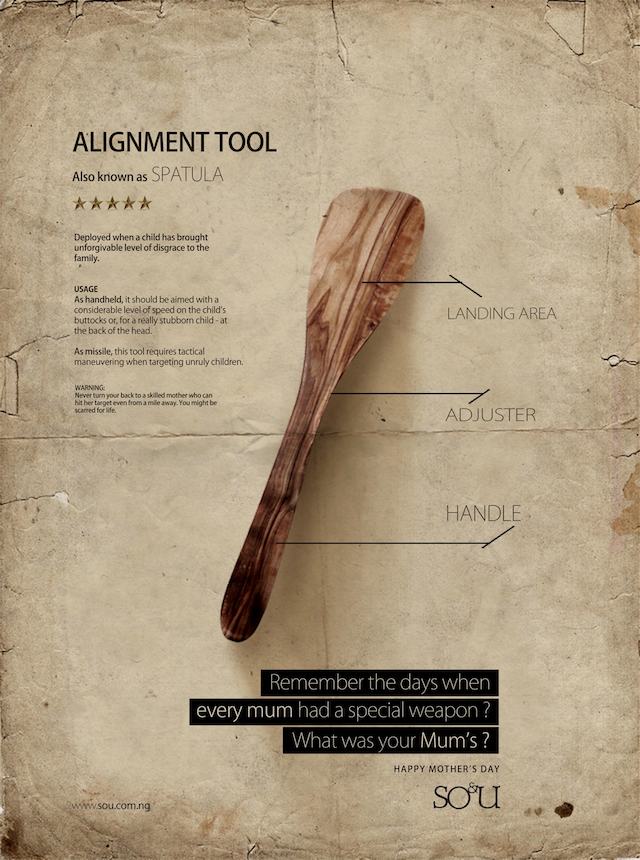 ALIGNMENT TOOL
Also known as SPATULA
Deployed when a child has brought
unforgivable level of disgrace to the
family.
USAGE
As handheld, it should be aimed with a
considerable level of speed on the child's
buttocks or, for a really stubborn child - at
the back of the head.
As missile, this tool requires tactical
maneuvering when targeting unruly children.
WARNING:
Never turn your back to a skilled mother who can
hit her target even from a mile away. You might be
scarred for life.
LANDING AREA
ADJUSTER
HANDLE
Remember the days when
every mum had a special weapon ?
What was your Mum's ?
HAPPY MOTHER'S DAY
SO&U
www.sou.com.ng